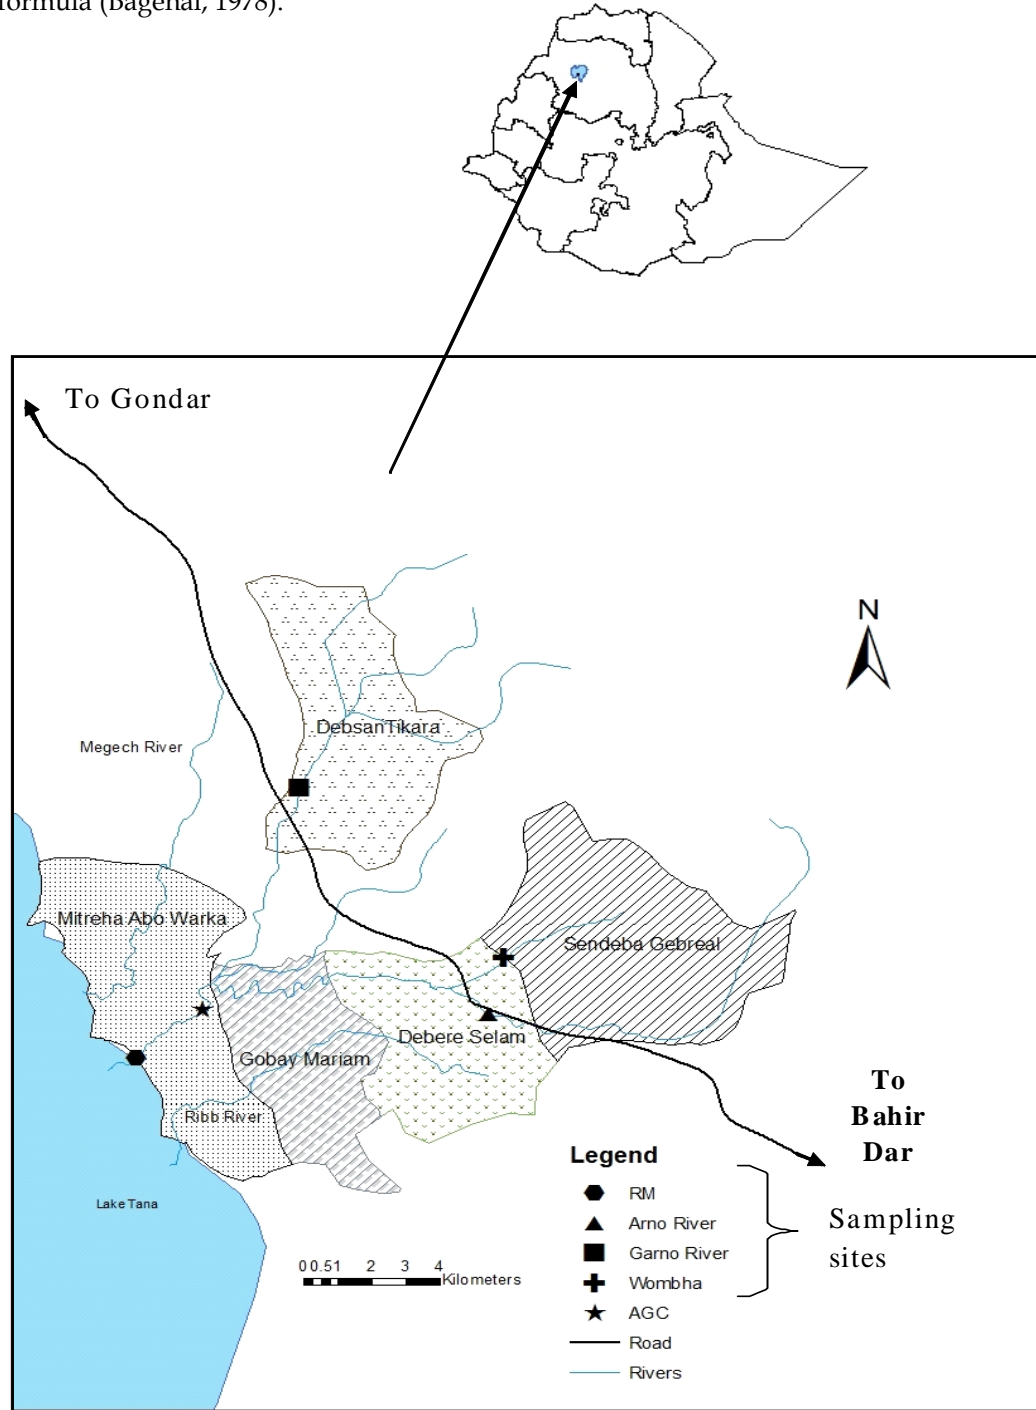 formula (Bagenal, 1978).
To Gondar
N
DebsanTikara
Megech River
Mitreha Abo Warka
Sendeba Gebreal
Debere Selam
Gobay Mariam
To
Bahir
Dar
Ribb River
Lake Tana
Legend
RM
Arno River
Garno River
Wombha
AGC
Road
Rivers
Sampling
sites
0 0.51 2 3 4
Kilometers